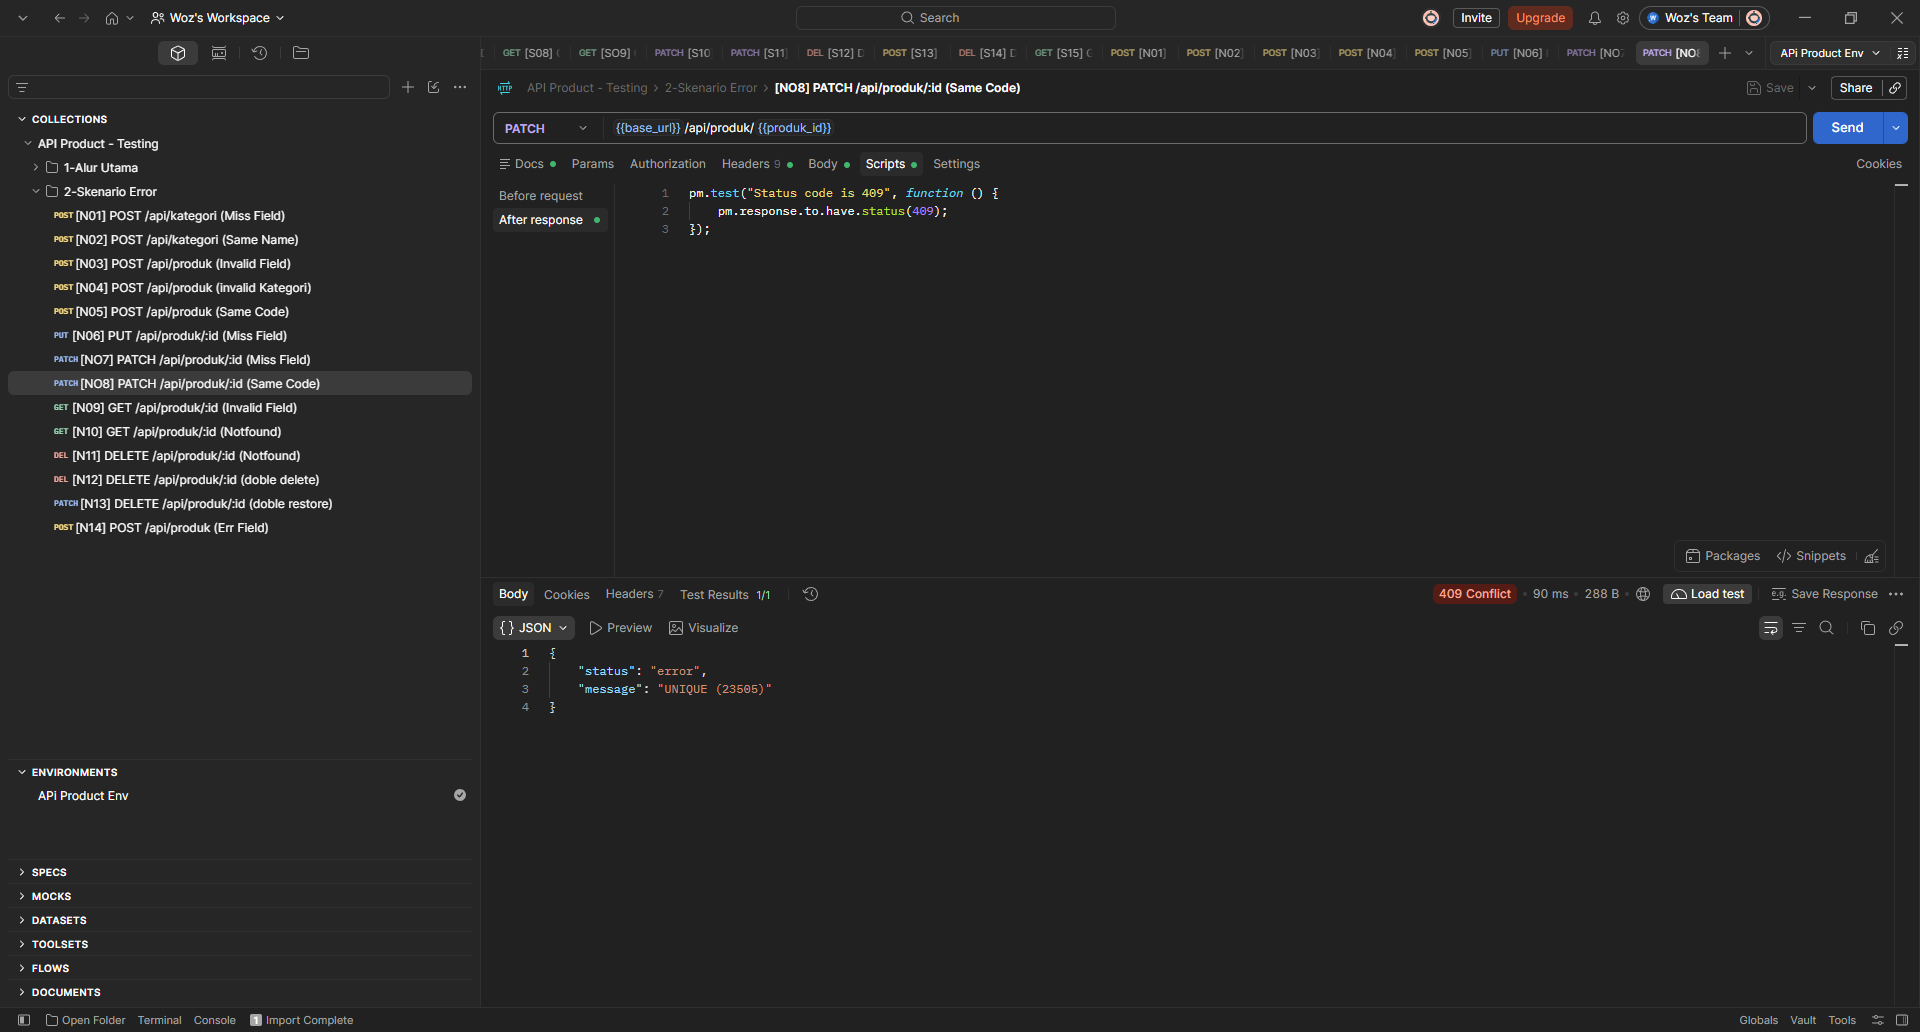 Woz's Workspace
Search
Invite
Upgrade
Woz's Team
GET [S08]
GET [SO9]
PATCH [S10
PATCH [S11]
DEL [S12] D
POST [S13]
DEL [S14] D
GET [S15]
POST [N01]
POST [N02]
POST [N03]
POST [N04]
POST [N05]
PUT [N06]
PATCH [NO7
PATCH [NO8
APi Product Env
API Product - Testing > 2-Skenario Error > [NO8] PATCH /api/produk/:id (Same Code)
Save
Share
PATCH
{{base_url}} /api/produk/ {{produk_id}}
Send
Docs
Params
Authorization
Headers 9
Body
Scripts
Settings
Cookies
Before request
After response
1 pm.test("Status code is 409", function () {
2 pm.response.to.have.status(409);
3 });
Packages
</> Snippets
COLLECTIONS
API Product - Testing
1-Alur Utama
2-Skenario Error
POST [N01] POST /api/kategori (Miss Field)
POST [N02] POST /api/kategori (Same Name)
POST [N03] POST /api/produk (Invalid Field)
POST [N04] POST /api/produk (invalid Kategori)
POST [N05] POST /api/produk (Same Code)
PUT [N06] PUT /api/produk/:id (Miss Field)
PATCH [NO7] PATCH /api/produk/:id (Miss Field)
PATCH [NO8] PATCH /api/produk/:id (Same Code)
GET [N09] GET /api/produk/:id (Invalid Field)
GET [N10] GET /api/produk/:id (Notfound)
DEL [N11] DELETE /api/produk/:id (Notfound)
DEL [N12] DELETE /api/produk/:id (doble delete)
PATCH [N13] DELETE /api/produk/:id (doble restore)
POST [N14] POST /api/produk (Err Field)
ENVIRONMENTS
APi Product Env
SPECS
MOCKS
DATASETS
TOOLSETS
FLOWS
DOCUMENTS
Body
Cookies
Headers 7
Test Results 1/1
409 Conflict • 90 ms • 288 B
Load test
e.g. Save Response
{} JSON
Preview
Visualize
1 {
2 "status": "error",
3 "message": "UNIQUE (23505)"
4 }
Open Folder
Terminal
Console
1 Import Complete
Globals
Vault
Tools